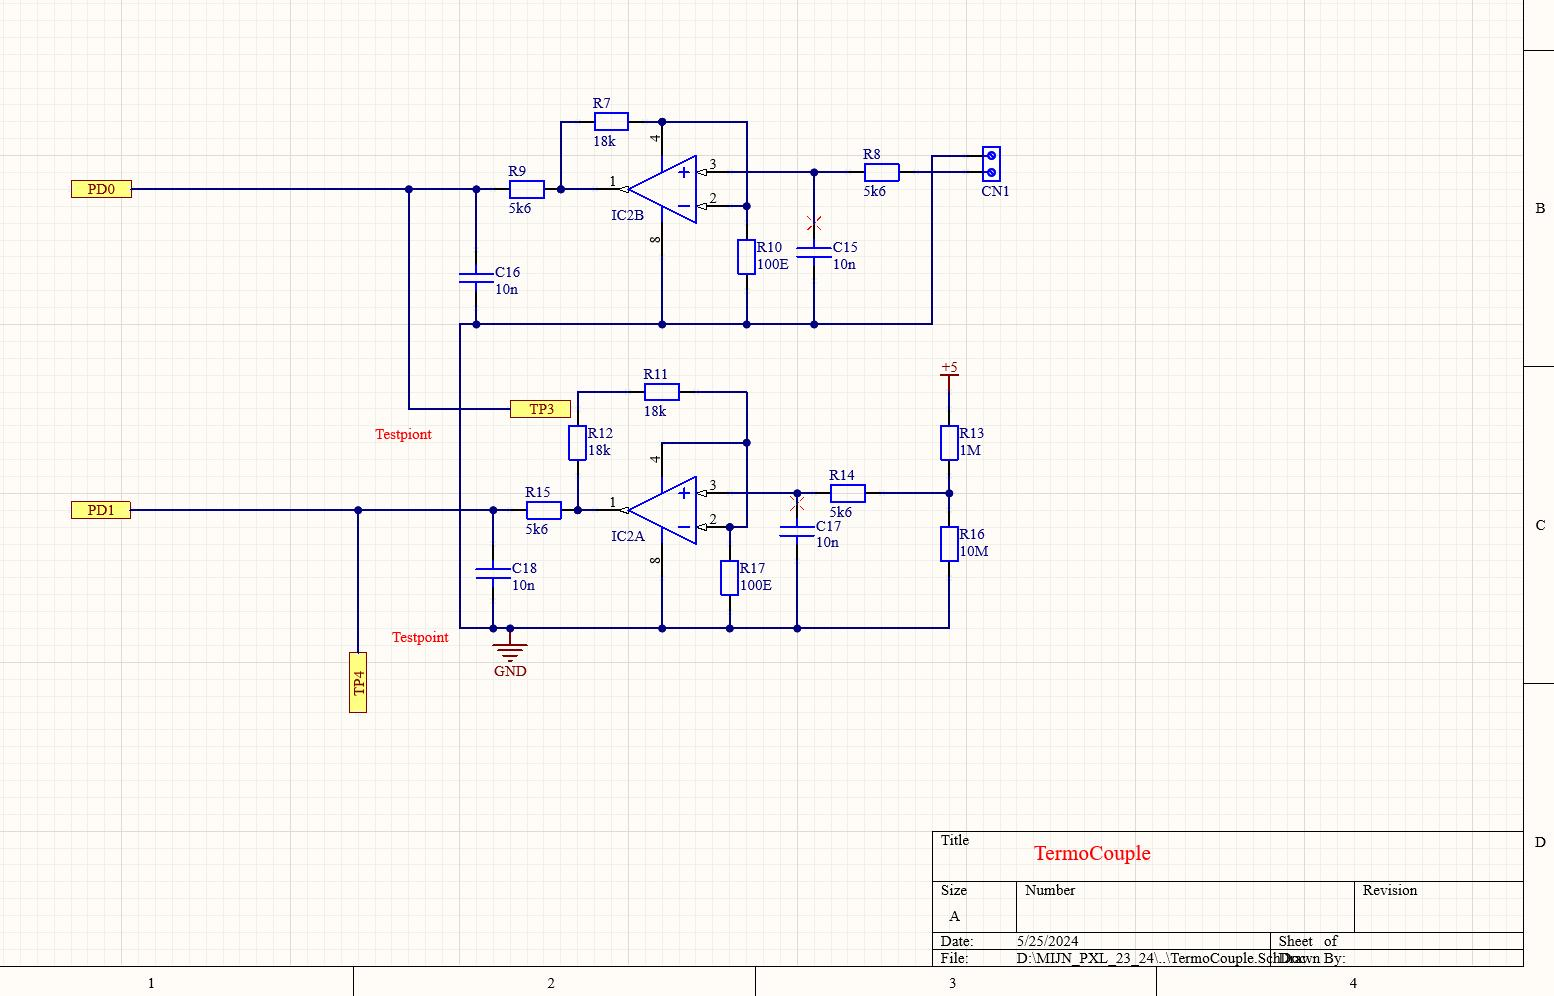 R7
18k
4
B
R9
5k6
PD0
1
3
2
IC2B
8
R8
5k6
CN1
R10
100E
C15
10n
C16
10n
+5
R11
18k
TP3
Testpiont
R12
18k
4
R13
1M
R14
5k6
3
2
1
IC2A
8
R15
5k6
PD1
C
C17
10n
R16
10M
C18
10n
R17
100E
Testpoint
GND
TP4
D
Title
TermoCouple
Size
Number
Revision
A
Date:
5/25/2024
Sheet of
File:
D:\MIJN_PXL_23_24\..\TermoCouple.SchDoc
Drawn By:
1
2
3
4